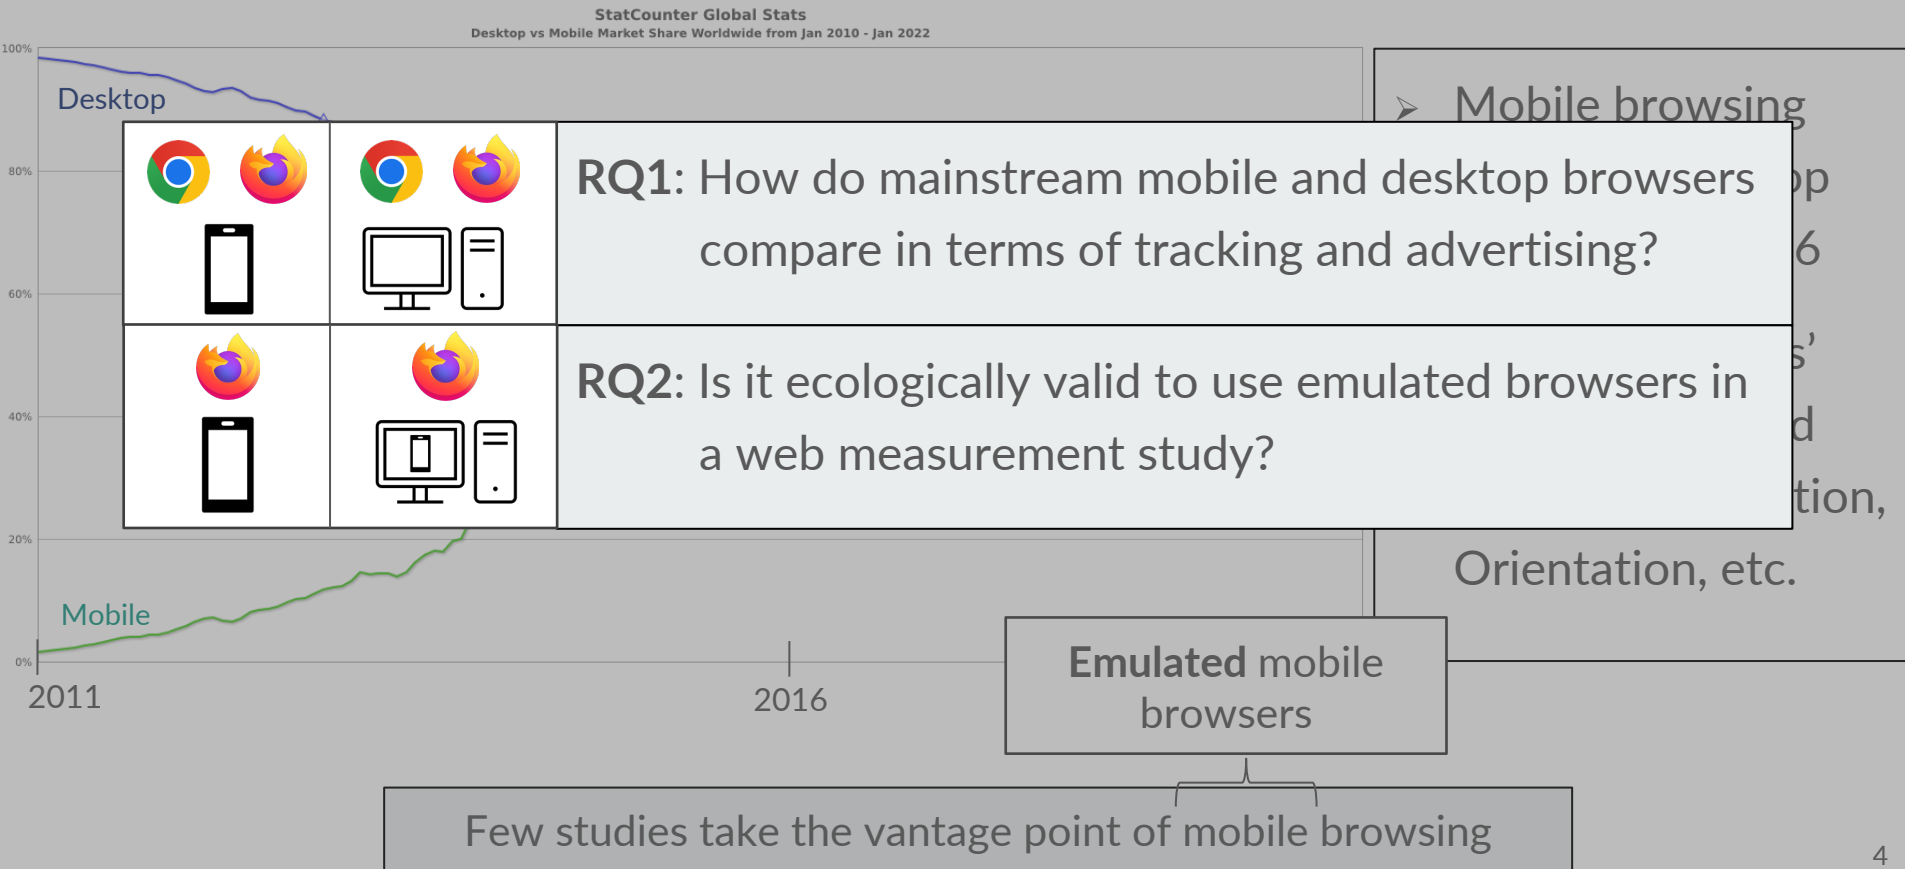 StatCounter Global Stats
Desktop vs Mobile Market Share Worldwide from Jan 2010 - Jan 2022
100%
Desktop
80%
60%
40%
20%
Mobile
0%
2011
2016
➢ Mobile browsing
6
Orientation, etc.
RQ1: How do mainstream mobile and desktop browsers
compare in terms of tracking and advertising?
RQ2: Is it ecologically valid to use emulated browsers in
a web measurement study?
Emulated mobile
browsers
Few studies take the vantage point of mobile browsing
4